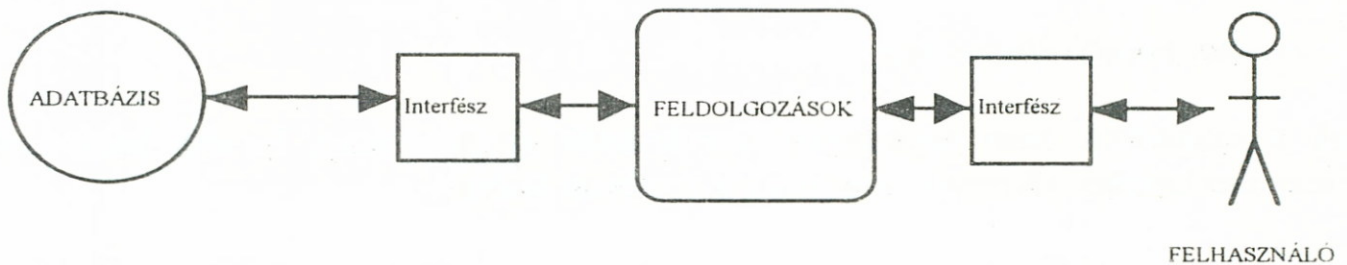 ADATBÁZIS
Interfész
FELDOLGOZÁSOK
Interfész
FELHASZNÁLÓ